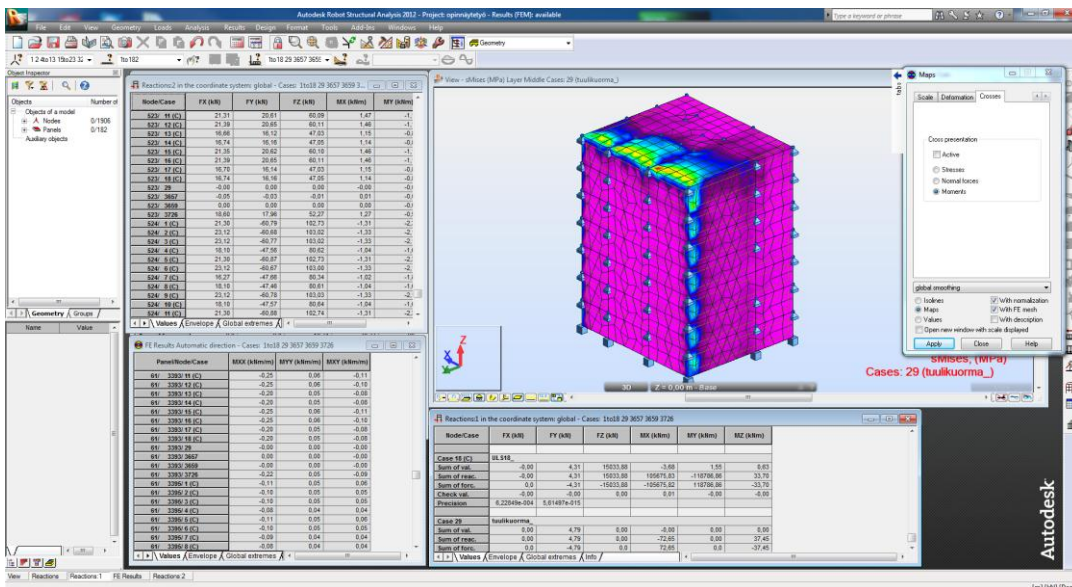 Autodesk Robot Structural Analysis 2012 - Project: opinnäytetyö - Results (FEM): available
Type a keyword or phrase
File Edit View Geometry Loads Analysis Results Design Format Tools Add-Ins Windows Help
Geometry
1to182
Object Inspector
Objects Number of
Objects of a model
Nodes 0/1906
Panels 0/182
Auxiliary objects
Geometry Groups
Name Value
Reactions:2 in the coordinate system: global - Cases: 1to18 29 3657 3659 3...
Node/Case FX (kN) FY (kN) FZ (kN) MX (kNm) MY (kNm)
523/ 11 (C) 21,31 20,61 60,09 1,47
523/ 12 (C) 21,39 20,65 60,11 1,46
523/ 13 (C) 16,66 16,12 47,03 1,15
523/ 14 (C) 16,74 16,16 47,05 1,14
523/ 15 (C) 21,35 20,62 60,10 1,46
523/ 16 (C) 21,39 20,65 60,11 1,46
523/ 17 (C) 16,70 16,14 47,03 1,15
523/ 18 (C) 16,74 16,16 47,05 1,14
523/ 29 -0,00 0,00 0,00 -0,00
523/ 3657 -0,05 -0,03 -0,01 0,01
523/ 3659 0,00 0,00 0,00 -0,00
523/ 3726 18,60 17,96 52,27 1,27
524/ 1 (C) 21,30 -60,79 102,73 -1,31
524/ 2 (C) 23,12 -60,68 103,02 -1,33
524/ 3 (C) 23,12 -60,77 103,02 -1,33
524/ 4 (C) 18,10 -47,56 80,62 -1,04
524/ 5 (C) 21,30 -60,87 102,73 -1,31
524/ 6 (C) 23,12 -60,67 103,00 -1,33
524/ 7 (C) 16,27 -47,66 80,34 -1,02
524/ 8 (C) 18,10 -47,46 80,61 -1,04
524/ 9 (C) 23,12 -60,78 103,03 -1,33
524/ 10 (C) 18,10 -47,57 80,64 -1,04
524/ 11 (C) 21,30 -60,88 102,74 -1,31
Values Envelope Global extremes
FE Results Automatic direction - Cases: 1to18 29 3657 3659 3726
Panel/Node/Case MXX (kNm/m) MYY (kNm/m) MXY (kNm/m)
61/ 3393/ 11 (C) -0,25 0,06 -0,11
61/ 3393/ 12 (C) -0,25 0,06 -0,10
61/ 3393/ 13 (C) -0,20 0,05 -0,08
61/ 3393/ 14 (C) -0,20 0,05 -0,08
61/ 3393/ 15 (C) -0,25 0,06 -0,11
61/ 3393/ 16 (C) -0,25 0,06 -0,10
61/ 3393/ 17 (C) -0,20 0,05 -0,08
61/ 3393/ 18 (C) -0,20 0,05 -0,08
61/ 3393/ 29 -0,00 0,00 -0,00
61/ 3393/ 3657 0,00 0,00 -0,00
61/ 3393/ 3659 -0,00 0,00 -0,00
61/ 3393/ 3726 -0,22 0,05 -0,09
61/ 3395/ 1 (C) -0,11 0,05 0,06
61/ 3395/ 2 (C) -0,10 0,05 0,05
61/ 3395/ 3 (C) -0,10 0,05 0,05
61/ 3395/ 4 (C) -0,08 0,04 0,04
61/ 3395/ 5 (C) -0,11 0,05 0,06
61/ 3395/ 6 (C) -0,10 0,05 0,05
61/ 3395/ 7 (C) -0,09 0,04 0,04
61/ 3395/ 8 (C) -0,08 0,04 0,04
Values Envelope Global extremes
View - sMises (MPa) Layer Middle Cases: 29 (tuulikuorma_)
Z
X
3D Z = 0,00 m - Base
sMises, (MPa)
Cases: 29 (tuulikuorma_)
Maps
Scale Deformation Crosses
Cross presentation
Active
Stresses
Normal forces
Moments
global smoothing
Isolines With normalization
Maps With FE mesh
Values With description
Open new window with scale displayed
Apply Close Help
Reactions:1 in the coordinate system: global - Cases: 1to18 29 3657 3659 3726
Node/Case FX (kN) FY (kN) FZ (kN) MX (kNm) MY (kNm) MZ (kNm)
Case 18 (C) ULS18_
Sum of val. -0,00 4,31 15033,88 -3,68 1,55 0,63
Sum of reac. -0,00 4,31 15033,88 105675,83 -118786,86 33,70
Sum of forc. 0,0 -4,31 -15033,88 -105675,82 118786,86 -33,70
Check val. -0,00 -0,00 0,00 0,01 -0,00 -0,00
Precision 6,22849e-004 5,61497e-015
Case 29 tuulikuorma_
Sum of val. 0,00 4,79 0,00 -0,00 0,00 0,00
Sum of reac. 0,00 4,79 0,00 -72,65 0,00 37,45
Sum of forc. 0,0 -4,79 0,0 72,65 0,0 -37,45
Values Envelope Global extremes Info
Autodesk
View Reactions Reactions:1 FE Results Reactions 2